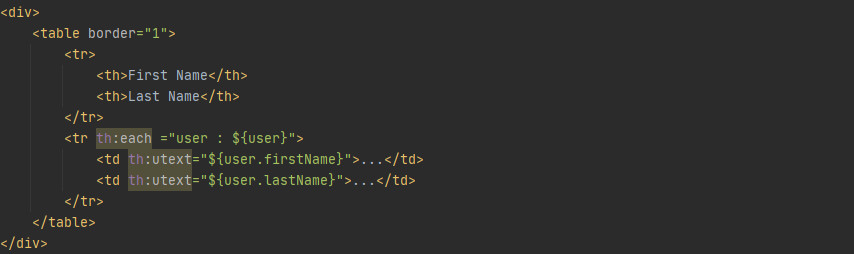 <div>
    <table border="1">
        <tr>
            <th>First Name</th>
            <th>Last Name</th>
        </tr>
        <tr th:each ="user : ${user}">
            <td th:utext="${user.firstName}">...</td>
            <td th:utext="${user.lastName}">...</td>
        </tr>
    </table>
</div>